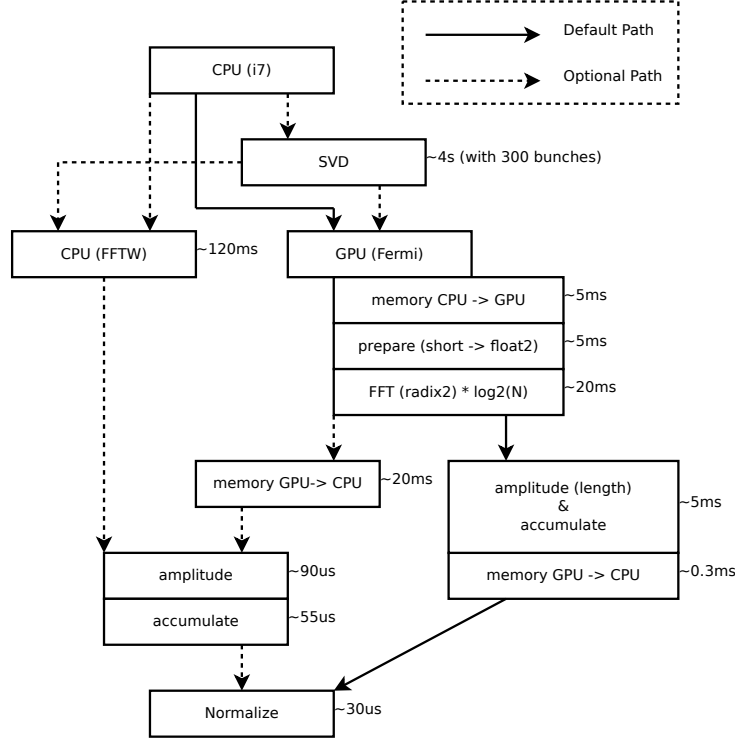 Default Path
Optional Path
CPU (i7)
SVD
~4s (with 300 bunches)
CPU (FFTW)
~120ms
GPU (Fermi)
memory CPU -> GPU
~5ms
prepare (short -> float2)
~5ms
FFT (radix2) * log2(N)
~20ms
memory GPU-> CPU
~20ms
amplitude (length)
&
accumulate
~5ms
memory GPU -> CPU
~0.3ms
amplitude
~90us
accumulate
~55us
Normalize
~30us